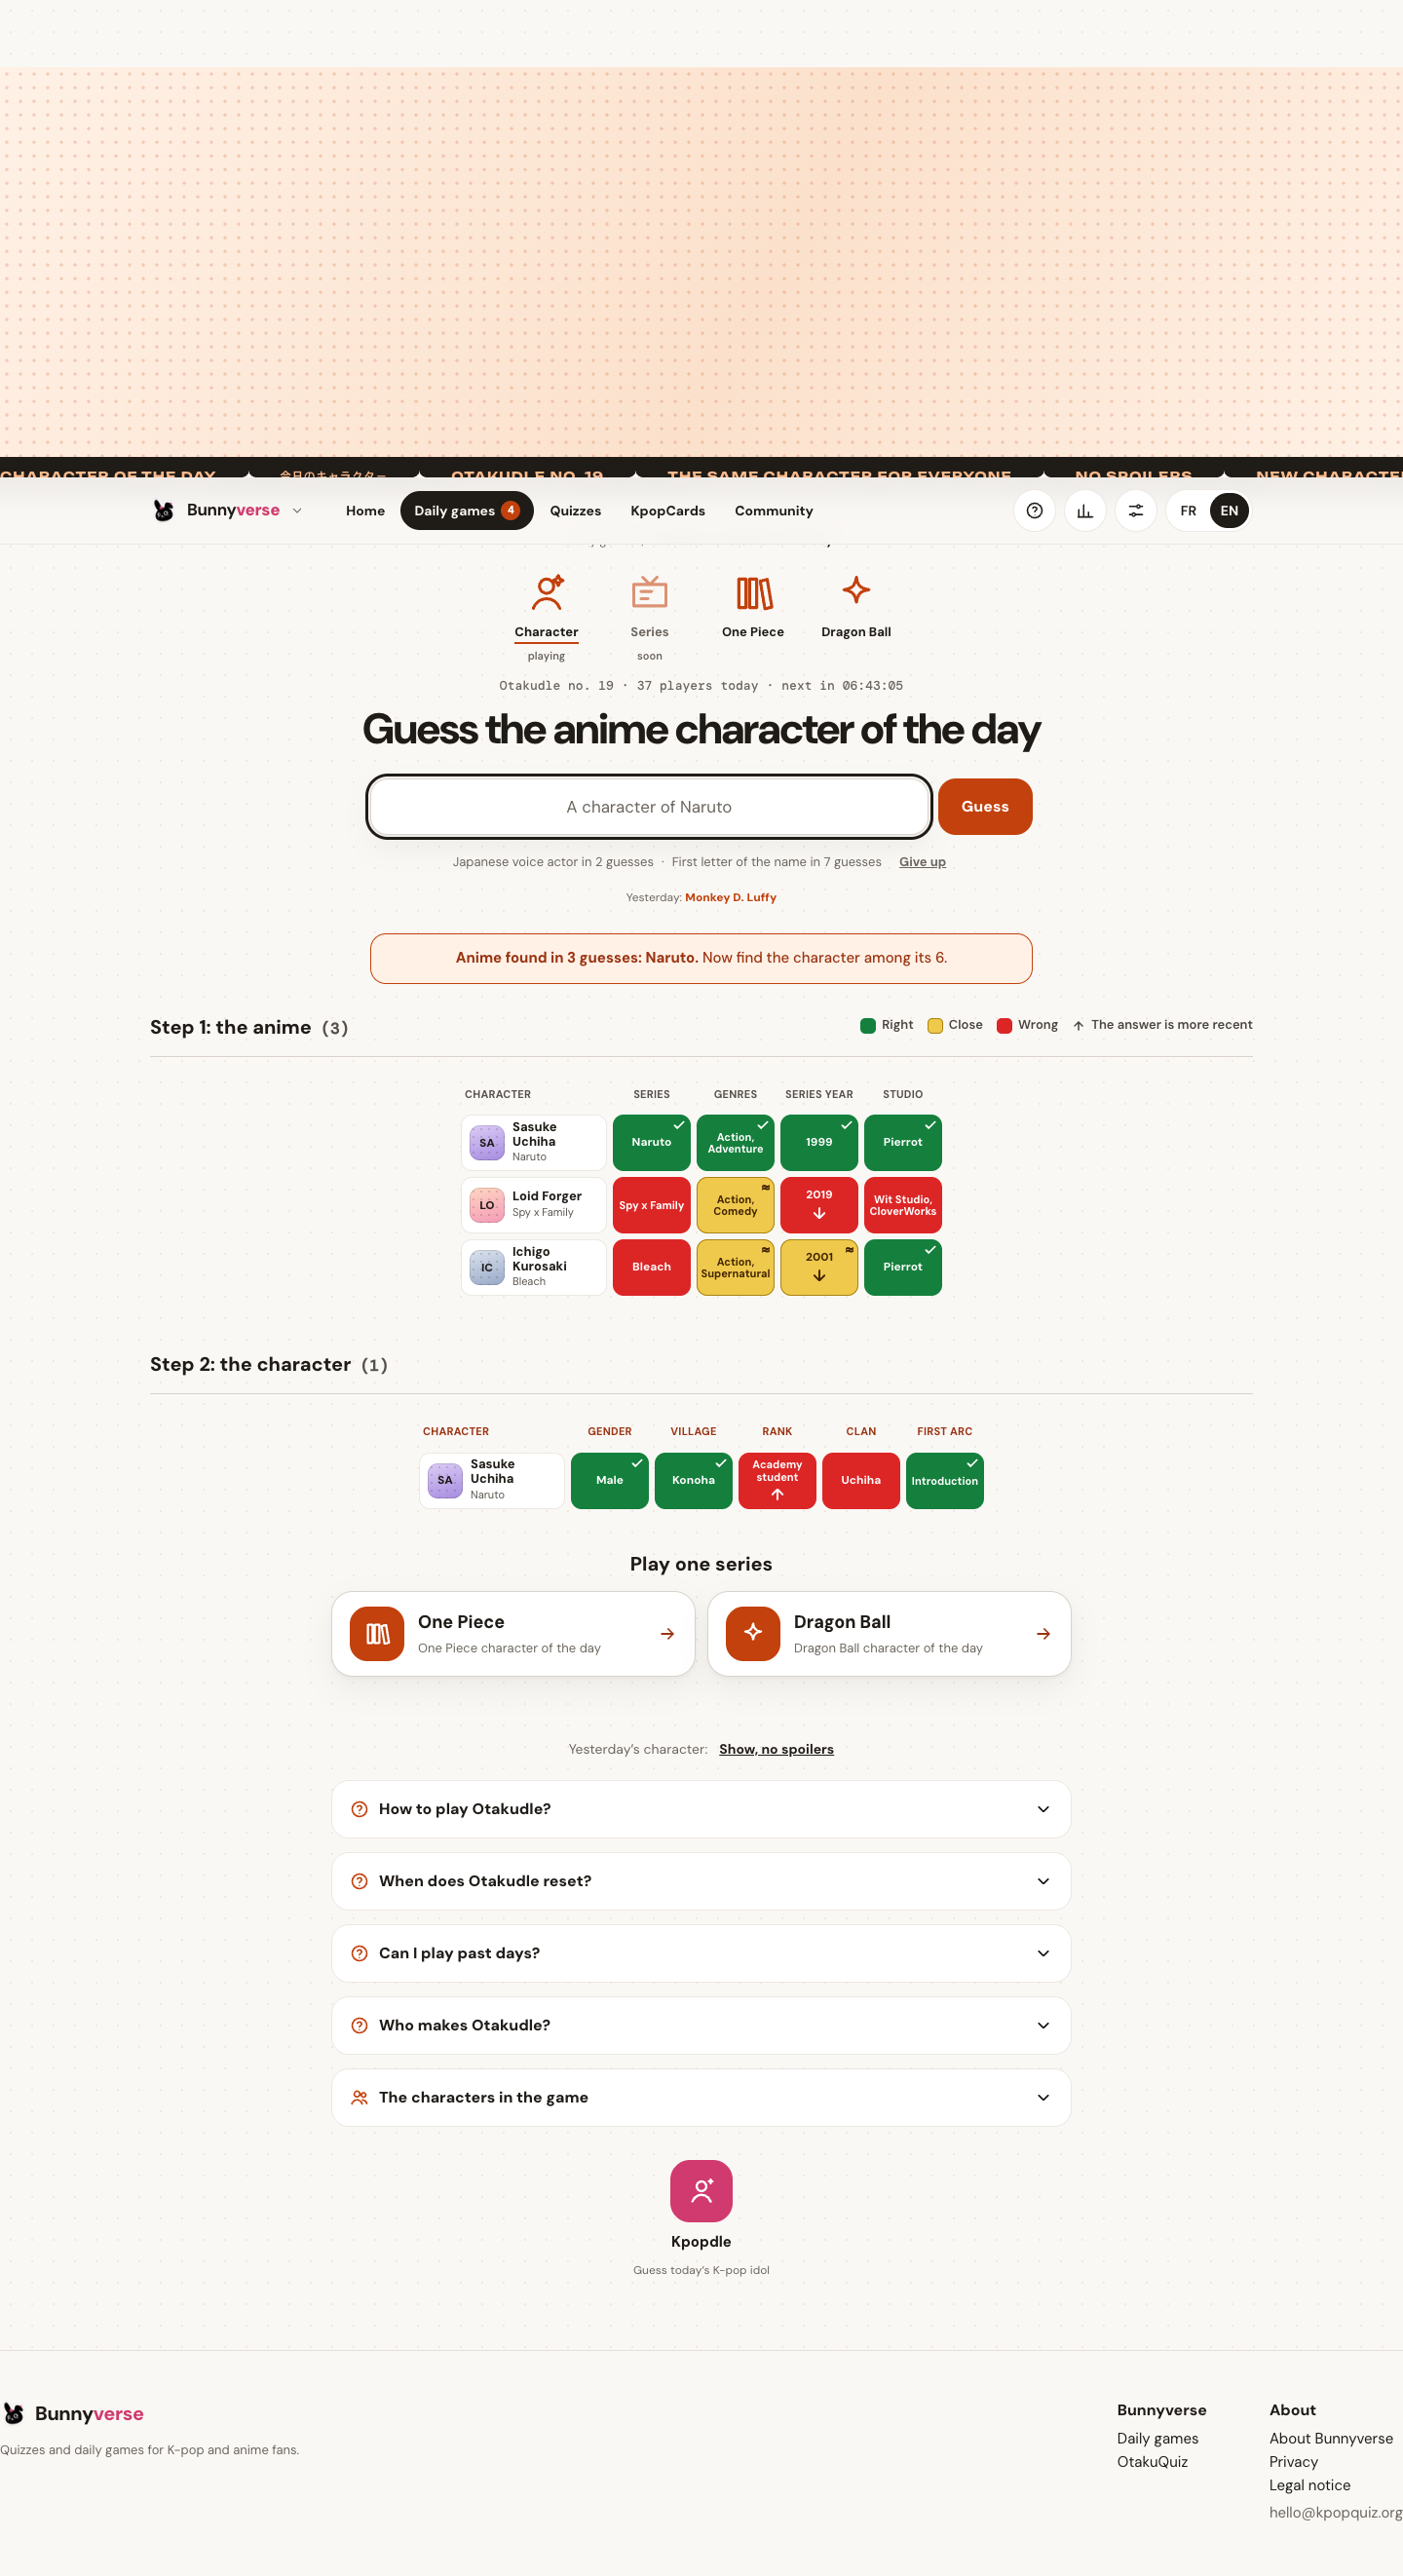 CHARACTER OF THE DAY 今日のキャラクター OTAKUDLE NO. 19 THE SAME CHARACTER FOR EVERYONE NO SPOILERS NEW CHARACTER
Bunnyverse Home Daily games 4 Quizzes KpopCards Community FR EN
Character Series One Piece Dragon Ball
playing soon
Otakudle no. 19 · 37 players today · next in 06:43:05
Guess the anime character of the day
A character of Naruto Guess
Japanese voice actor in 2 guesses · First letter of the name in 7 guesses Give up
Yesterday: Monkey D. Luffy
Anime found in 3 guesses: Naruto. Now find the character among its 6.
Step 1: the anime (3) Right Close Wrong ↑ The answer is more recent
CHARACTER SERIES GENRES SERIES YEAR STUDIO
SA Sasuke Uchiha Naruto Naruto Action, Adventure 1999 Pierrot
LO Loid Forger Spy x Family Spy x Family Action, Comedy 2019 ↓ Wit Studio, CloverWorks
IC Ichigo Kurosaki Bleach Bleach Action, Supernatural 2001 ↓ Pierrot
Step 2: the character (1)
CHARACTER GENDER VILLAGE RANK CLAN FIRST ARC
SA Sasuke Uchiha Naruto Male Konoha Academy student ↑ Uchiha Introduction
Play one series
One Piece Dragon Ball
One Piece character of the day → Dragon Ball character of the day →
Yesterday's character: Show, no spoilers
How to play Otakudle?
When does Otakudle reset?
Can I play past days?
Who makes Otakudle?
The characters in the game
Kpopdle
Guess today's K-pop idol
Bunnyverse Bunnyverse About
Quizzes and daily games for K-pop and anime fans. Daily games About Bunnyverse
OtakuQuiz Privacy
Legal notice
hello@kpopquiz.org